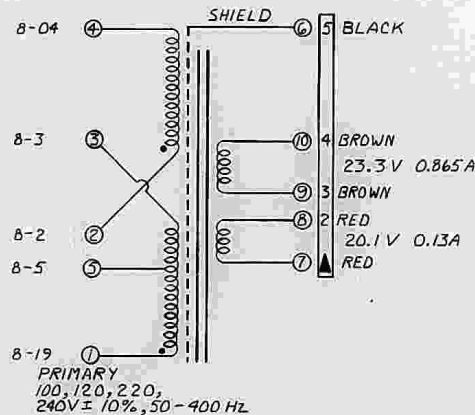 SHIELD
8-04 ④ ⑥ 5 BLACK
8-3 ③ ⑩ 4 BROWN
23.3 V 0.865A
⑨ 3 BROWN
8-2 ② ⑧ 2 RED
20.1 V 0.13A
8-5 ⑤ ⑦ RED
8-19 ①
PRIMARY
100, 120, 220,
240V ± 10%, 50-400 Hz